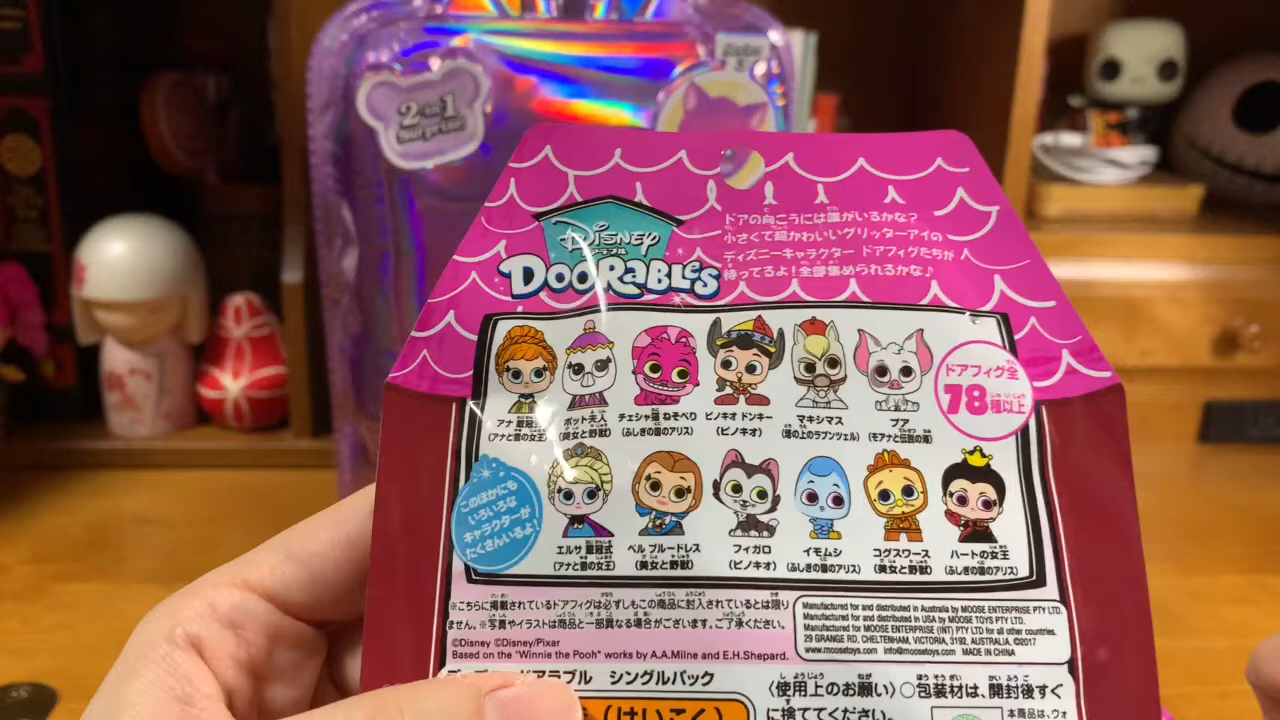 2-in-1
Surprise!
DISNEY
DOORABLES
ドアの向こうには誰がいるかな?
小さくて超かわいいグリッターアイの
ディズニーキャラクター ドアフィグたちが
待ってるよ!全部集められるかな♪
ドアフィグ全
78種以上
アナ 戴冠式
(アナと雪の女王)
ポット夫人
(美女と野獣)
チェシャ猫 ねそべり
(ふしぎの国のアリス)
ピノキオ ドンキー
(ピノキオ)
マキシマス
(塔の上のラプンツェル)
プア
(モアナと伝説の海)
このほかにも
いろいろな
キャラクターが
たくさんいるよ!
エルサ 戴冠式
(アナと雪の女王)
ベル ブルードレス
(美女と野獣)
フィガロ
(ピノキオ)
イモムシ
(ふしぎの国のアリス)
コグスワース
(美女と野獣)
ハートの女王
(ふしぎの国のアリス)
※こちらに掲載されているドアフィグは必ずしもこの商品に封入されているとは限り
ません。※写真やイラストは商品と一部異なる場合がございます。ご了承ください。
©Disney ©Disney/Pixar
Based on the "Winnie the Pooh" works by A.A.Milne and E.H.Shepard.
Manufactured for and distributed in Australia by MOOSE ENTERPRISE PTY LTD.
Manufactured for and distributed in USA by MOOSE TOYS PTY LTD.
Manufactured for MOOSE ENTERPRISE (INT) PTY LTD for all other countries.
29 GRANGE RD, CHELTENHAM, VICTORIA, 3192, AUSTRALIA, ©2017
www.moosetoys.com info@moosetoys.com MADE IN CHINA
ドアラブル シングルパック
(けいこく)
〈使用上のお願い〉○包装材は、開封後すぐ
に捨ててください。
本商品は、ウォ